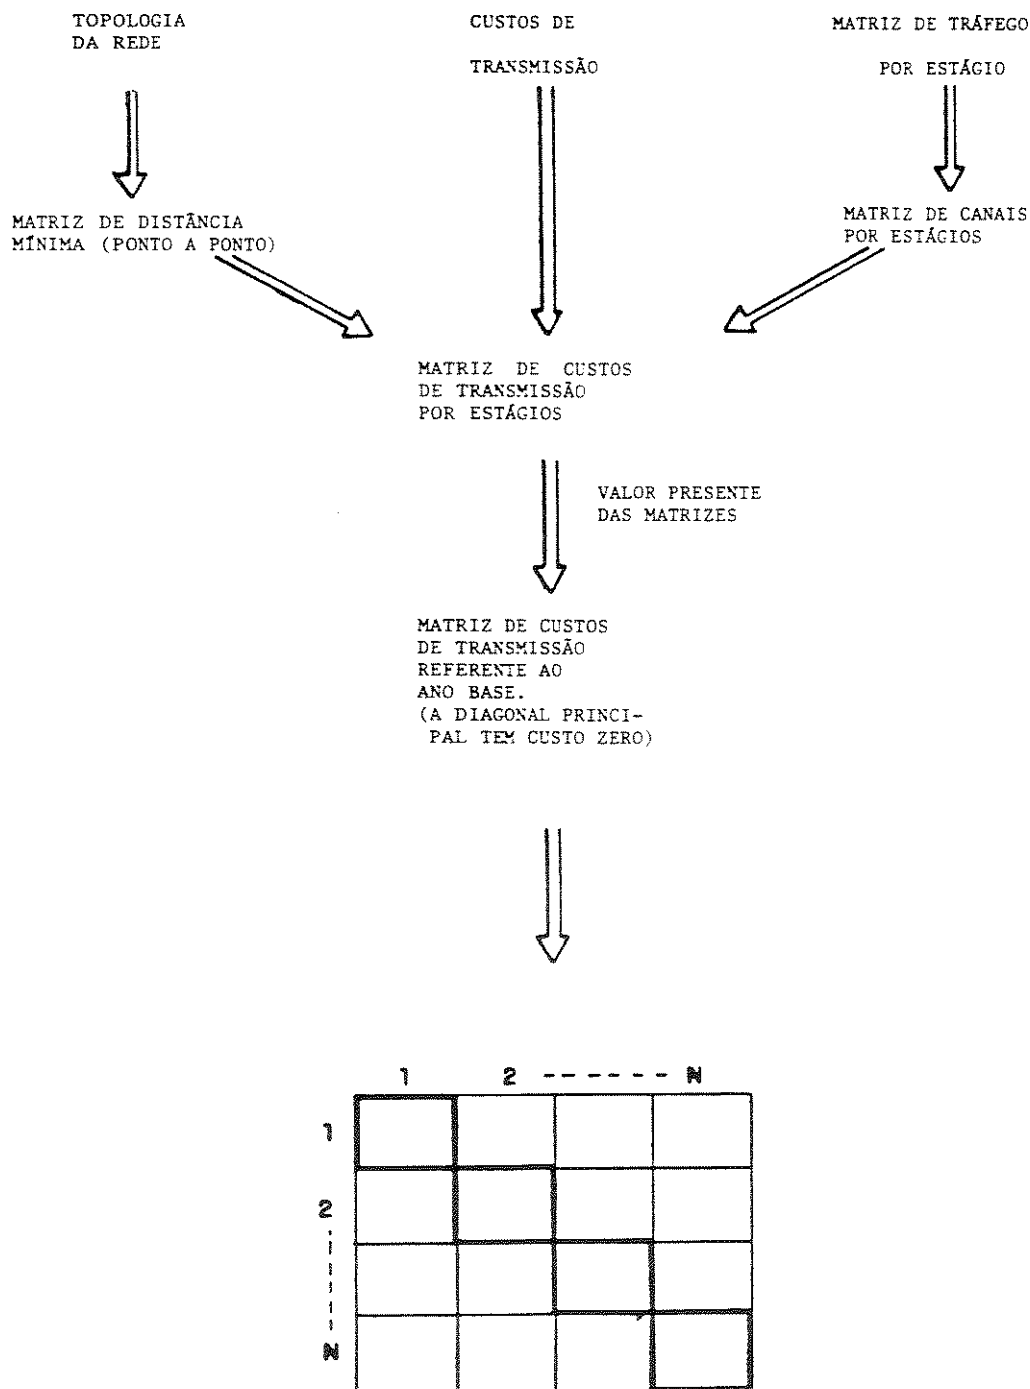 TOPOLOGIA
DA REDE
CUSTOS DE
TRANSMISSÃO
MATRIZ DE TRÁFEGO
POR ESTÁGIO
MATRIZ DE DISTÂNCIA
MÍNIMA (PONTO A PONTO)
MATRIZ DE CANAIS
POR ESTÁGIOS
MATRIZ DE CUSTOS
DE TRANSMISSÃO
POR ESTÁGIOS
VALOR PRESENTE
DAS MATRIZES
MATRIZ DE CUSTOS
DE TRANSMISSÃO
REFERENTE AO
ANO BASE.
(A DIAGONAL PRINCI-
PAL TEM CUSTO ZERO)
1 2 ------ N
1
2
N